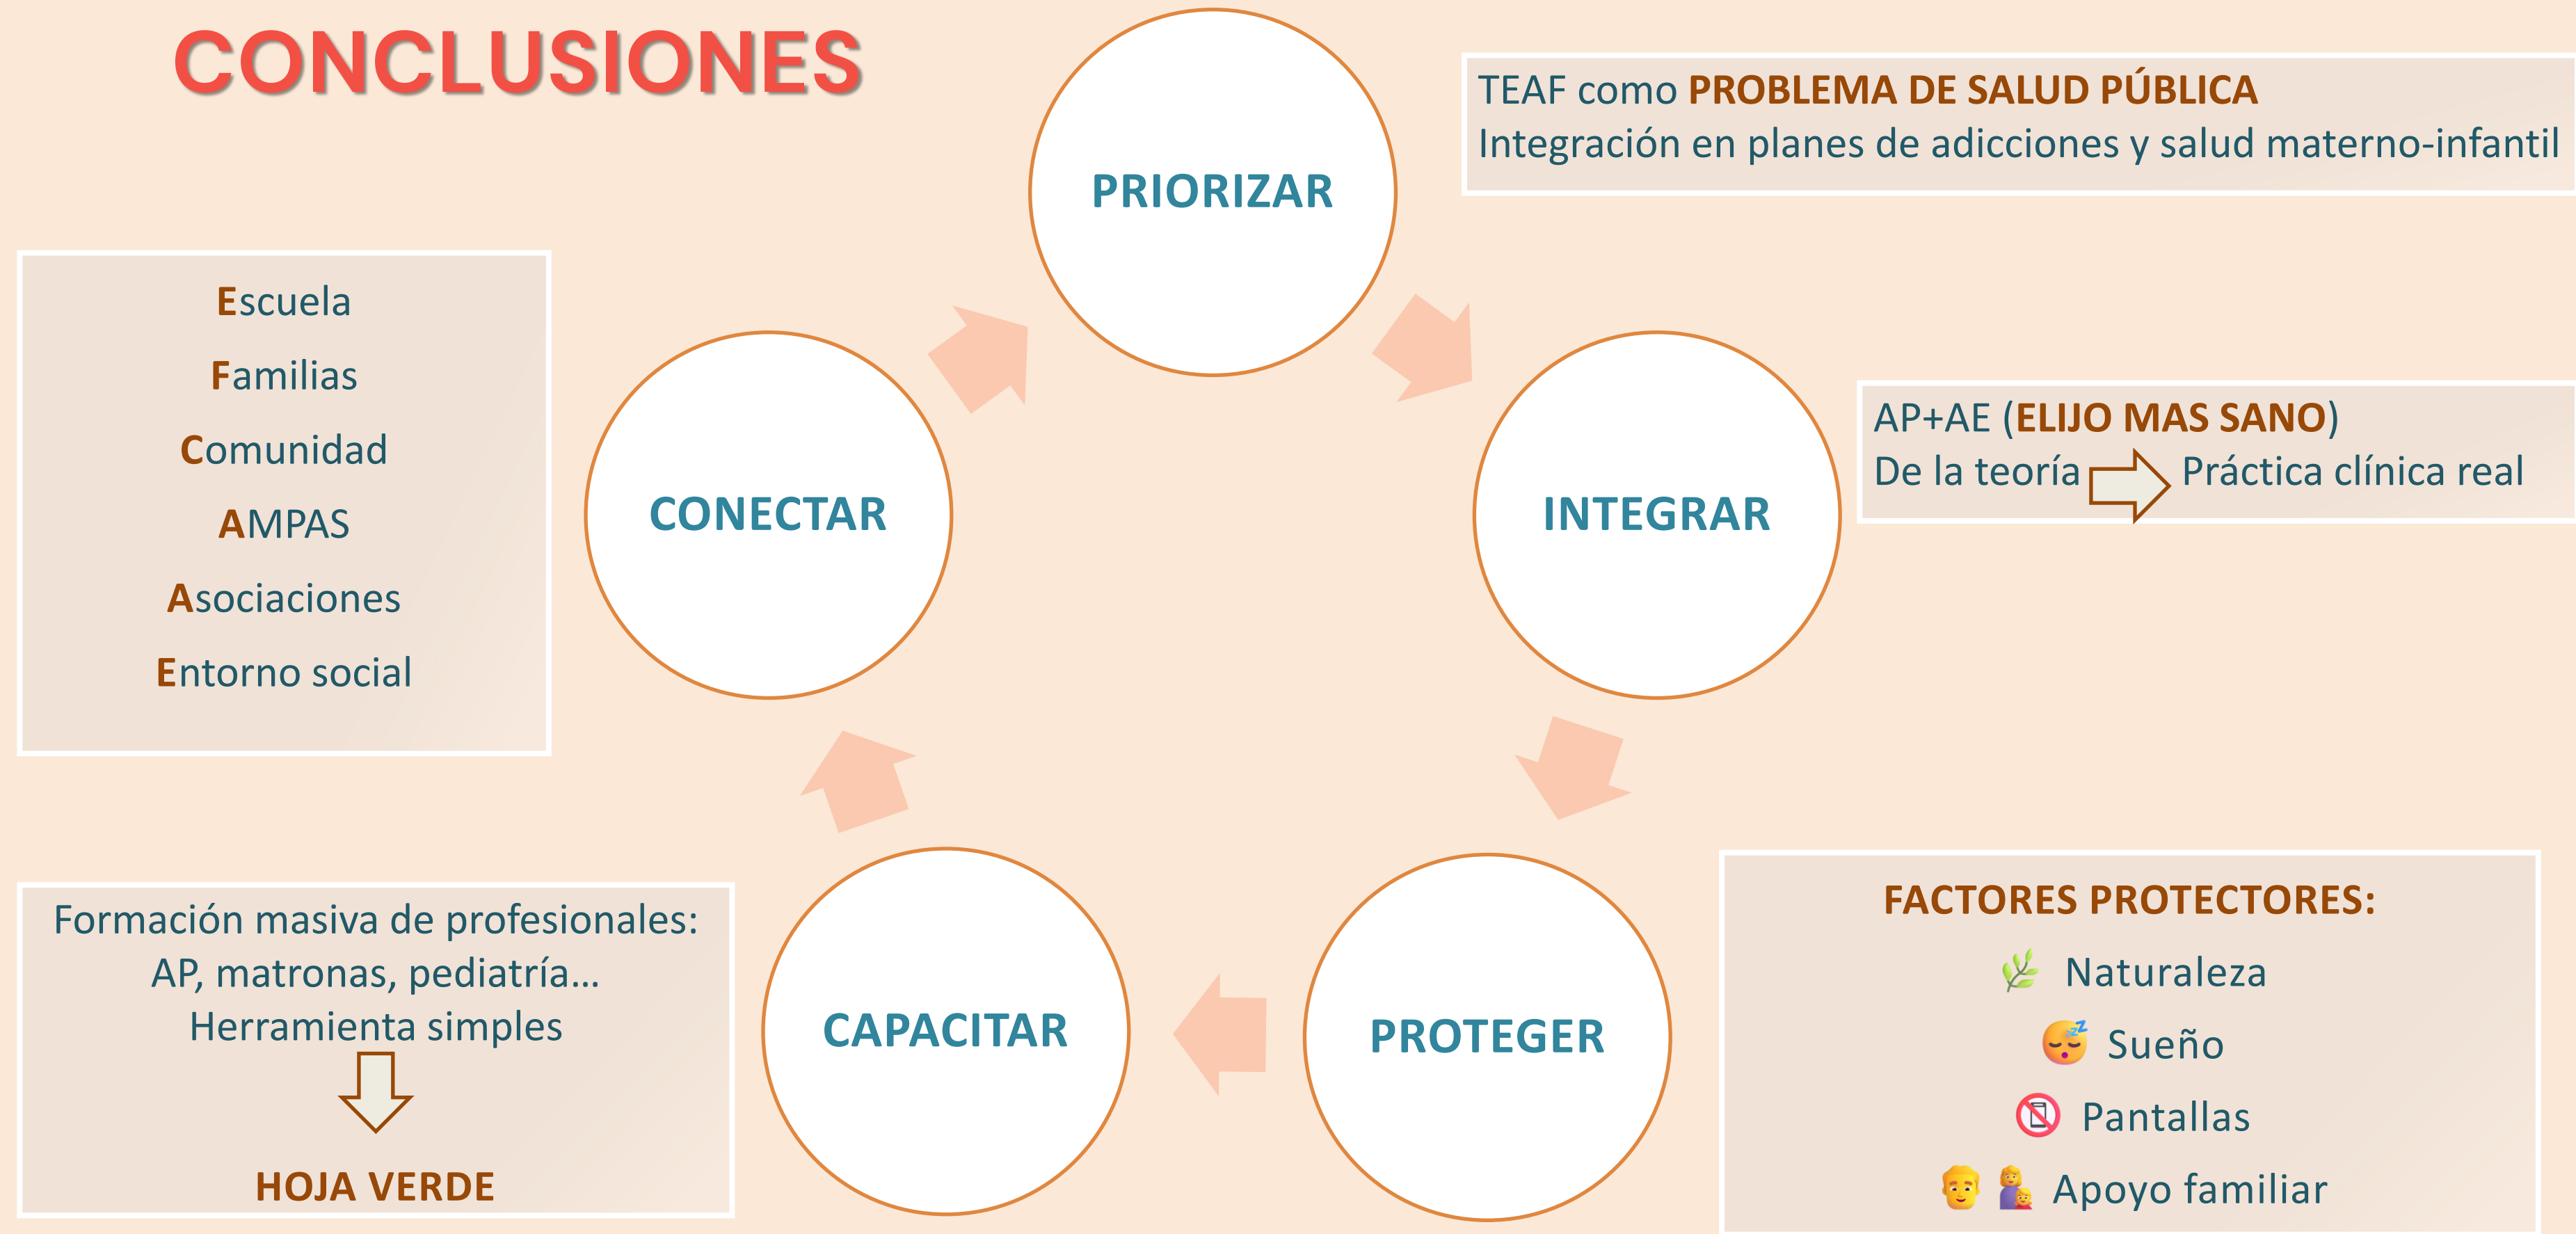 CONCLUSIONES
PRIORIZAR
TEAF como PROBLEMA DE SALUD PÚBLICA
Integración en planes de adicciones y salud materno-infantil
INTEGRAR
AP+AE (ELIJO MAS SANO)
De la teoría Práctica clínica real
PROTEGER
FACTORES PROTECTORES:
Naturaleza
Sueño
Pantallas
Apoyo familiar
CAPACITAR
Formación masiva de profesionales:
AP, matronas, pediatría...
Herramienta simples
HOJA VERDE
CONECTAR
Escuela
Familias
Comunidad
AMPAS
Asociaciones
Entorno social